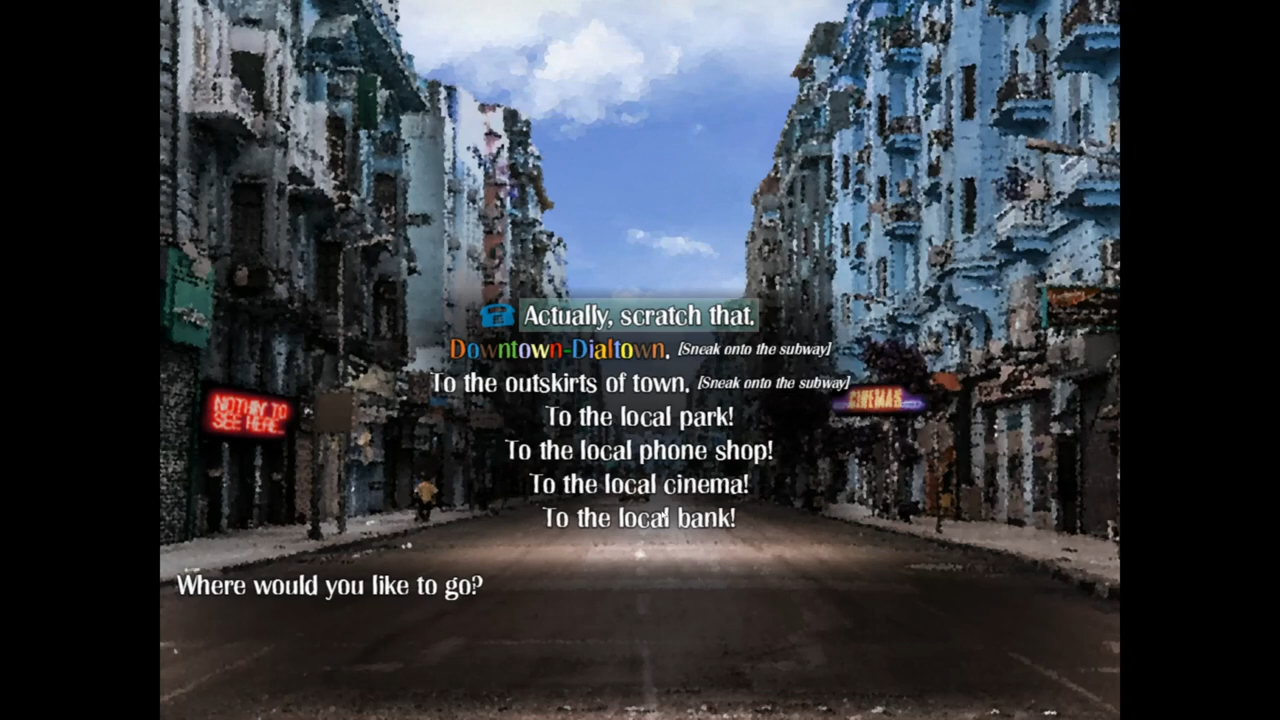 Actually, scratch that.
Downtown-Dialtown. [Sneak onto the subway]
To the outskirts of town. [Sneak onto the subway]
To the local park!
To the local phone shop!
To the local cinema!
To the local bank!
NOTHIN' TO
SEE HERE
CINEMAS
Where would you like to go?